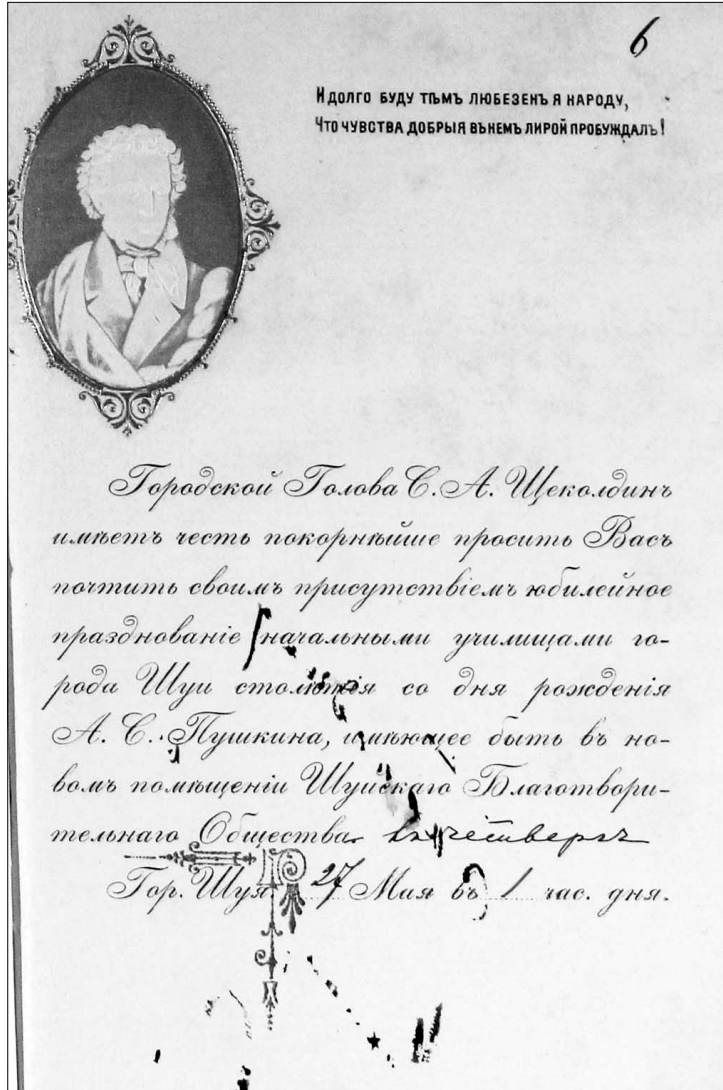 6
И ДОЛГО БУДУ ТѢМЪ ЛЮБЕЗЕНЪ Я НАРОДУ,
ЧТО ЧУВСТВА ДОБРЫЯ ВЪ НЕМЪ ЛИРОЙ ПРОБУЖДАЛЪ!
Городской Голова С. А. Щеколдинъ
имѣетъ честь покорнѣйше просить Васъ
почтить своимъ присутствіемъ юбилейное
празднованіе начальными училищами го-
рода Шуи столѣтія со дня рожденія
А. С. Пушкина, имѣющее быть въ но-
вомъ помѣщеніи Шуйскаго Благотвори-
тельнаго Общества въ четвергъ
Гор. Шуя. 27 Мая въ 1 час. дня.